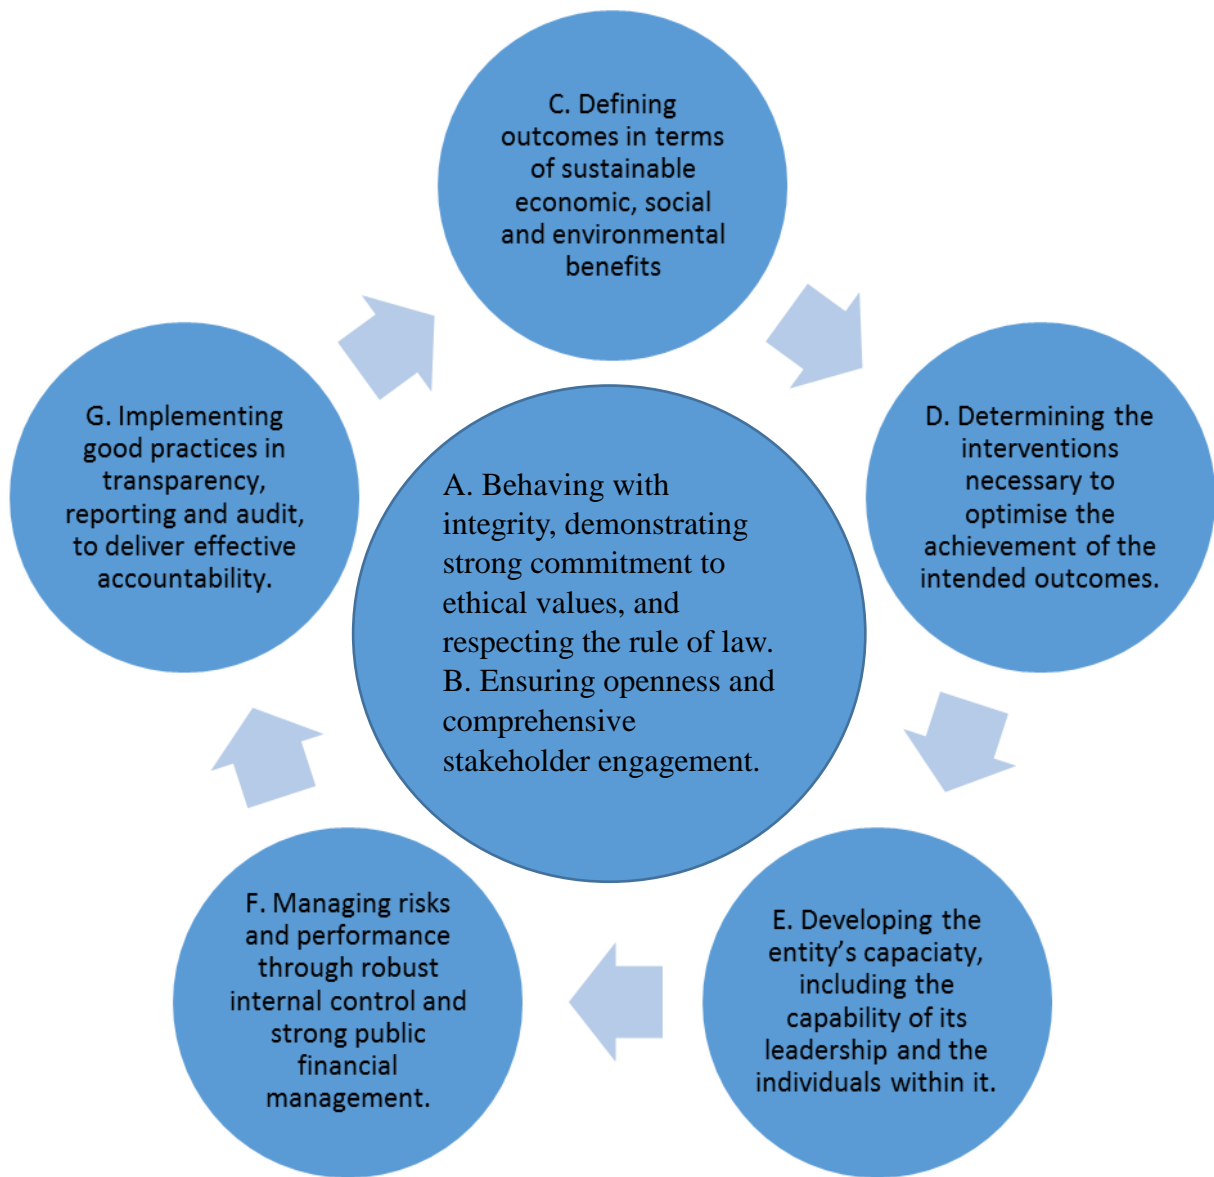 C. Defining
outcomes in terms
of sustainable
economic, social
and environmental
benefits
D. Determining the
interventions
necessary to
optimise the
achievement of the
intended outcomes.
E. Developing the
entity’s capaciaty,
including the
capability of its
leadership and the
individuals within it.
F. Managing risks
and performance
through robust
internal control and
strong public
financial
management.
G. Implementing
good practices in
transparency,
reporting and audit,
to deliver effective
accountability.
A. Behaving with
integrity, demonstrating
strong commitment to
ethical values, and
respecting the rule of law.
B. Ensuring openness and
comprehensive
stakeholder engagement.